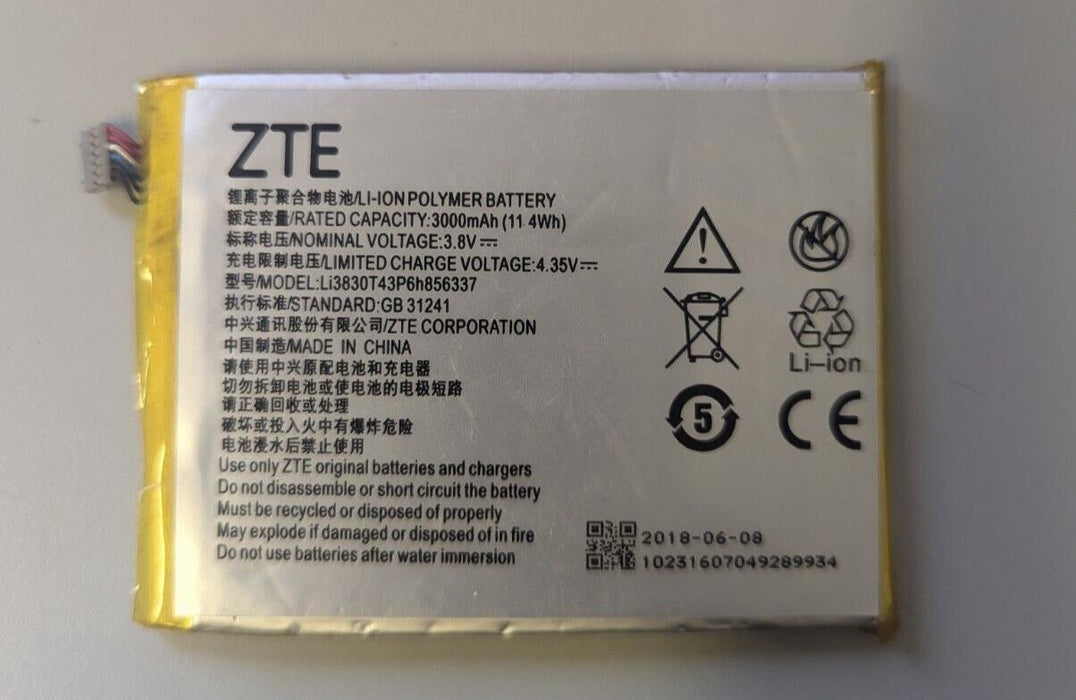 ZTE
锂离子聚合物电池/LI-ION POLYMER BATTERY
额定容量/RATED CAPACITY:3000mAh (11.4Wh)
标称电压/NOMINAL VOLTAGE:3.8V⎓
充电限制电压/LIMITED CHARGE VOLTAGE:4.35V⎓
型号/MODEL:Li3830T43P6h856337
执行标准/STANDARD:GB 31241
中兴通讯股份有限公司/ZTE CORPORATION
中国制造/MADE IN CHINA
请使用中兴原配电池和充电器
切勿拆卸电池或使电池的电极短路
请正确回收或处理
破坏或投入火中有爆炸危险
电池浸水后禁止使用
Use only ZTE original batteries and chargers
Do not disassemble or short circuit the battery
Must be recycled or disposed of properly
May explode if damaged or disposed of in fire
Do not use batteries after water immersion
Li-ion
5
CE
2018-06-08
10231607049289934